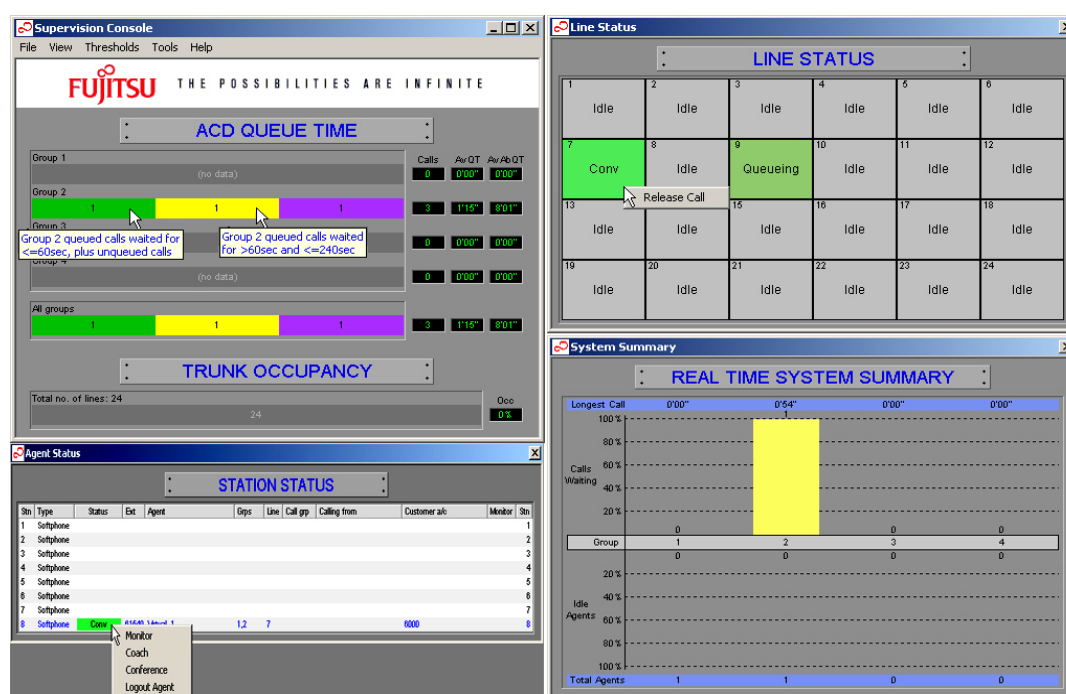 Supervision Console
File View Thresholds Tools Help
FUJITSU THE POSSIBILITIES ARE INFINITE
ACD QUEUE TIME
Calls Av QT Av Ab QT
Group 1
(no data) 0 0'00" 0'00"
Group 2
1 1 1 3 1'15" 8'01"
Group 3
Group 2 queued calls waited for
<=60sec, plus unqueued calls
Group 2 queued calls waited
for >60sec and <=240sec
0 0'00" 0'00"
Group 4
(no data) 0 0'00" 0'00"
All groups
1 1 1 3 1'15" 8'01"
TRUNK OCCUPANCY
Total no. of lines: 24 Occ
24 0%
Agent Status
STATION STATUS
Stn Type Status Ext Agent Grps Line Call grp Calling from Customer a/c Monitor Stn
1 Softphone 1
2 Softphone 2
3 Softphone 3
4 Softphone 4
5 Softphone 5
6 Softphone 6
7 Softphone 7
8 Softphone Conv 1,2 7 6000 8
Monitor
Coach
Conference
Logout Agent
Line Status
LINE STATUS
1 2 3 4 5 6
Idle Idle Idle Idle Idle Idle
7 8 9 10 11 12
Conv Idle Queueing Idle Idle Idle
Release Call
13 15 16 17 18
Idle Idle Idle Idle Idle Idle
19 20 21 22 23 24
Idle Idle Idle Idle Idle Idle
System Summary
REAL TIME SYSTEM SUMMARY
Longest Call 0'00" 0'54" 0'00" 0'00"
1
100%
80%
Calls
Waiting
60%
40%
20%
0 0 0
Group 1 2 3 4
0 0 0 0
20%
Idle
Agents
40%
60%
80%
100%
Total Agents 1 1 0 0